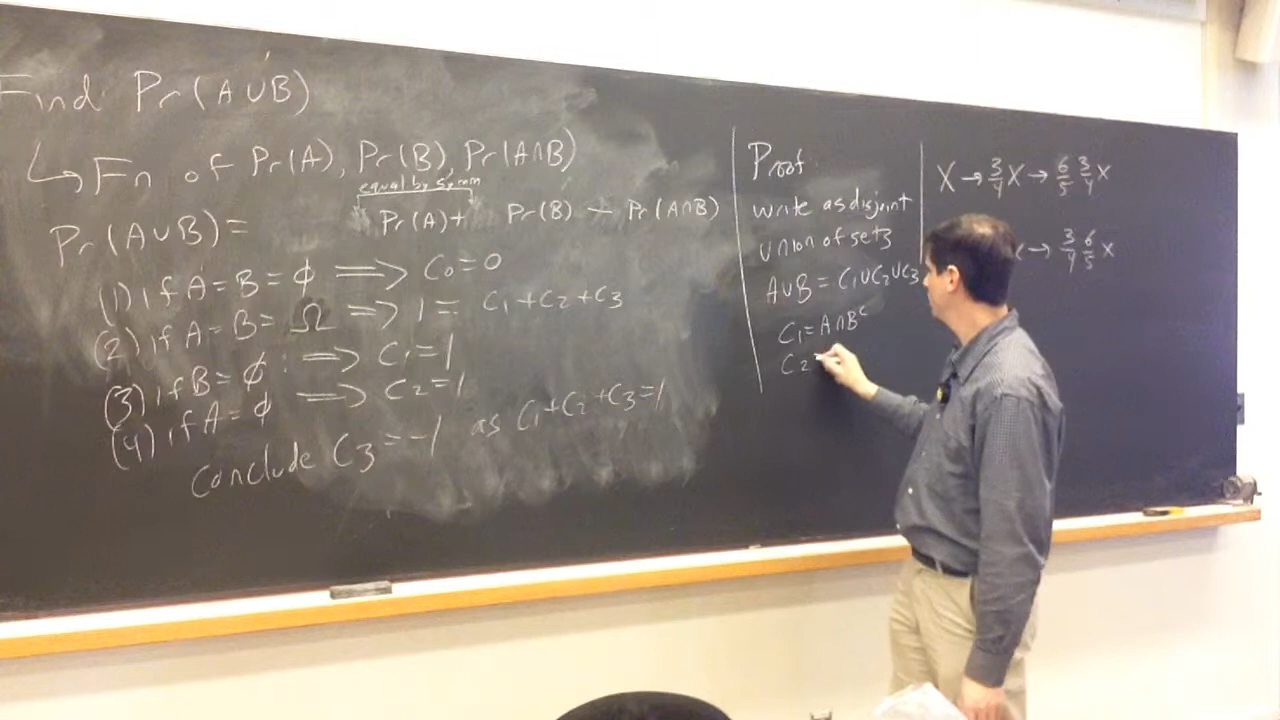 Find Pr(A∪B)
↳ Fn of Pr(A), Pr(B), Pr(A∩B)
equal by symm
Pr(A∪B) = Pr(A) + Pr(B) − Pr(A∩B)
(1) if A = B = ϕ ⟹ C₀ = 0
(2) if A = B = Ω ⟹ 1 = C₁ + C₂ + C₃
(3) if B = ϕ : ⟹ C₁ = 1
(4) if A = ϕ ⟹ C₂ = 1
conclude C₃ = −1 as C₁ + C₂ + C₃ = 1
Proof
write as disjoint
union of sets
A∪B = C₁∪C₂∪C₃
C₁ = A∩Bᶜ
C₂
X → 3/4 X → 6/5 3/4 X
→ 3/4 6/5 X